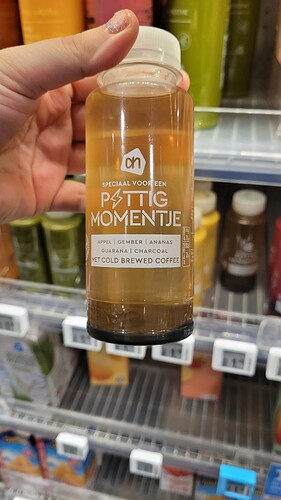 ah
SPECIAAL VOOR EEN
PITTIG
MOMENTJE
APPEL | GEMBER | ANANAS
GUARANA | CHARCOAL
MET COLD BREWED COFFEE